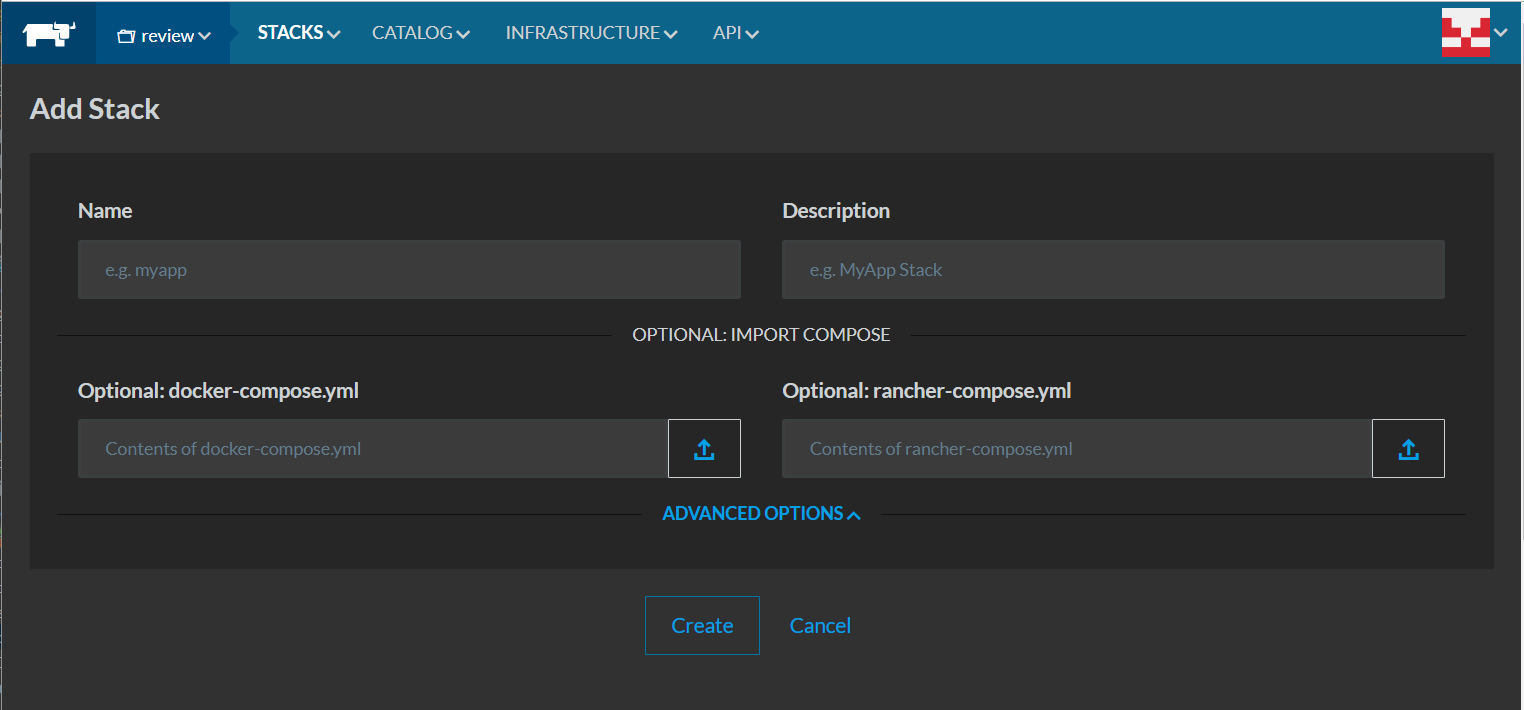 review STACKS CATALOG INFRASTRUCTURE API
Add Stack
Name Description
e.g. myapp e.g. MyApp Stack
OPTIONAL: IMPORT COMPOSE
Optional: docker-compose.yml Optional: rancher-compose.yml
Contents of docker-compose.yml Contents of rancher-compose.yml
ADVANCED OPTIONS
Create Cancel